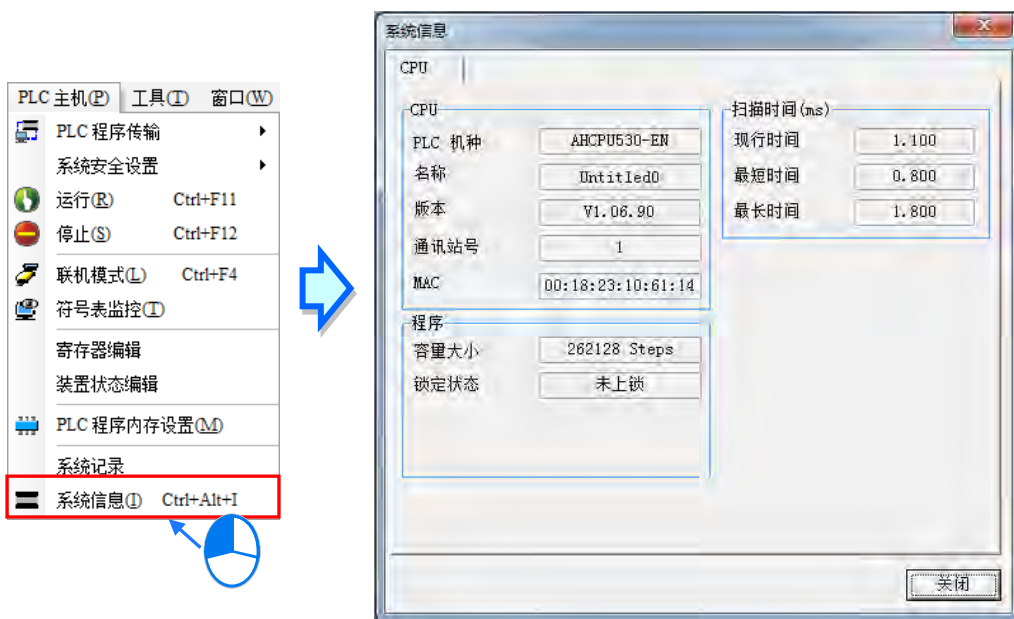 PLC 主机(P) 工具(T) 窗口(W)
PLC 程序传输
系统安全设置
运行(R) Ctrl+F11
停止(S) Ctrl+F12
联机模式(L) Ctrl+F4
符号表监控(T)
寄存器编辑
装置状态编辑
PLC 程序内存设置(M)
系统记录
系统信息(I) Ctrl+Alt+I
系统信息
CPU
CPU
PLC 机种 AHCPU530-EN
名称 Untitled0
版本 V1.06.90
通讯站号 1
MAC 00:18:23:10:61:14
程序
容量大小 262128 Steps
锁定状态 未上锁
扫描时间(ms)
现行时间 1.100
最短时间 0.800
最长时间 1.800
关闭